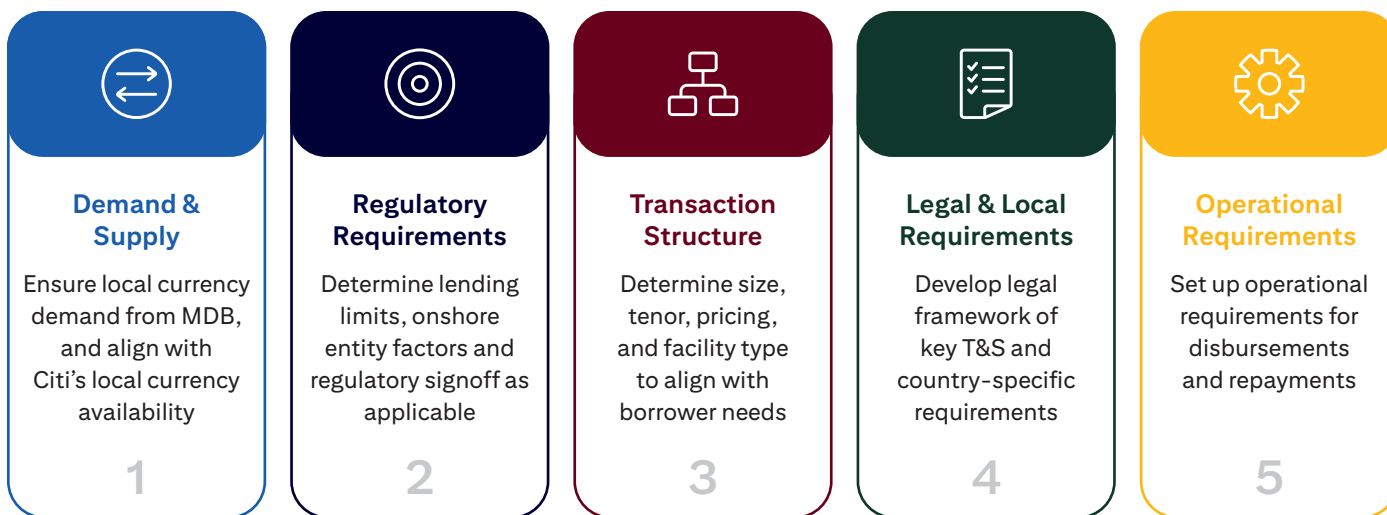 Demand &
Supply
Ensure local currency
demand from MDB,
and align with
Citi’s local currency
availability
1
Regulatory
Requirements
Determine lending
limits, onshore
entity factors and
regulatory signoff as
applicable
2
Transaction
Structure
Determine size,
tenor, pricing,
and facility type
to align with
borrower needs
3
Legal & Local
Requirements
Develop legal
framework of
key T&S and
country-specific
requirements
4
Operational
Requirements
Set up operational
requirements for
disbursements
and repayments
5